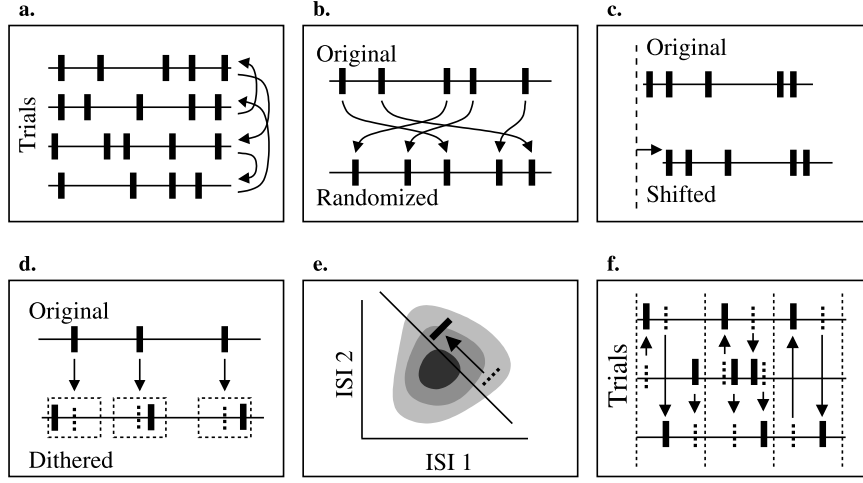 a.
Trials
b.
Original
Randomized
c.
Original
Shifted
d.
Original
Dithered
e.
ISI 2
ISI 1
f.
Trials